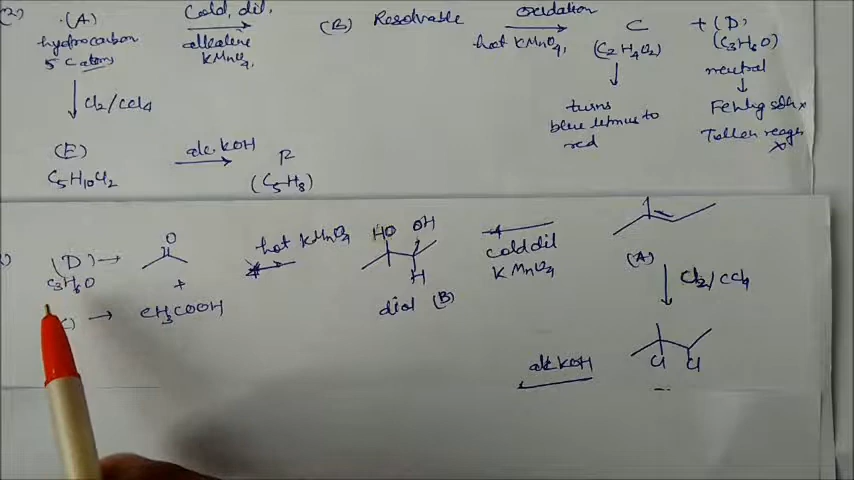 (2) (A) Cold, dil. (B) Resolvable oxidation C + (D)
hydrocarbon alkaline hot KMnO4 (C2H4O2) (C3H6O)
5 C atoms KMnO4 neutral
Cl2/CCl4 turns Fehling soln x
blue litmus to Tollen reagen x
red
(E) alc. KOH F
C5H10Cl2 (C5H8)
(D) → O hot KMnO4 HO OH cold dil
C3H6O + KMnO4 (A) Cl2/CCl4
→ CH3COOH H
diol (B)
alc KOH Cl Cl